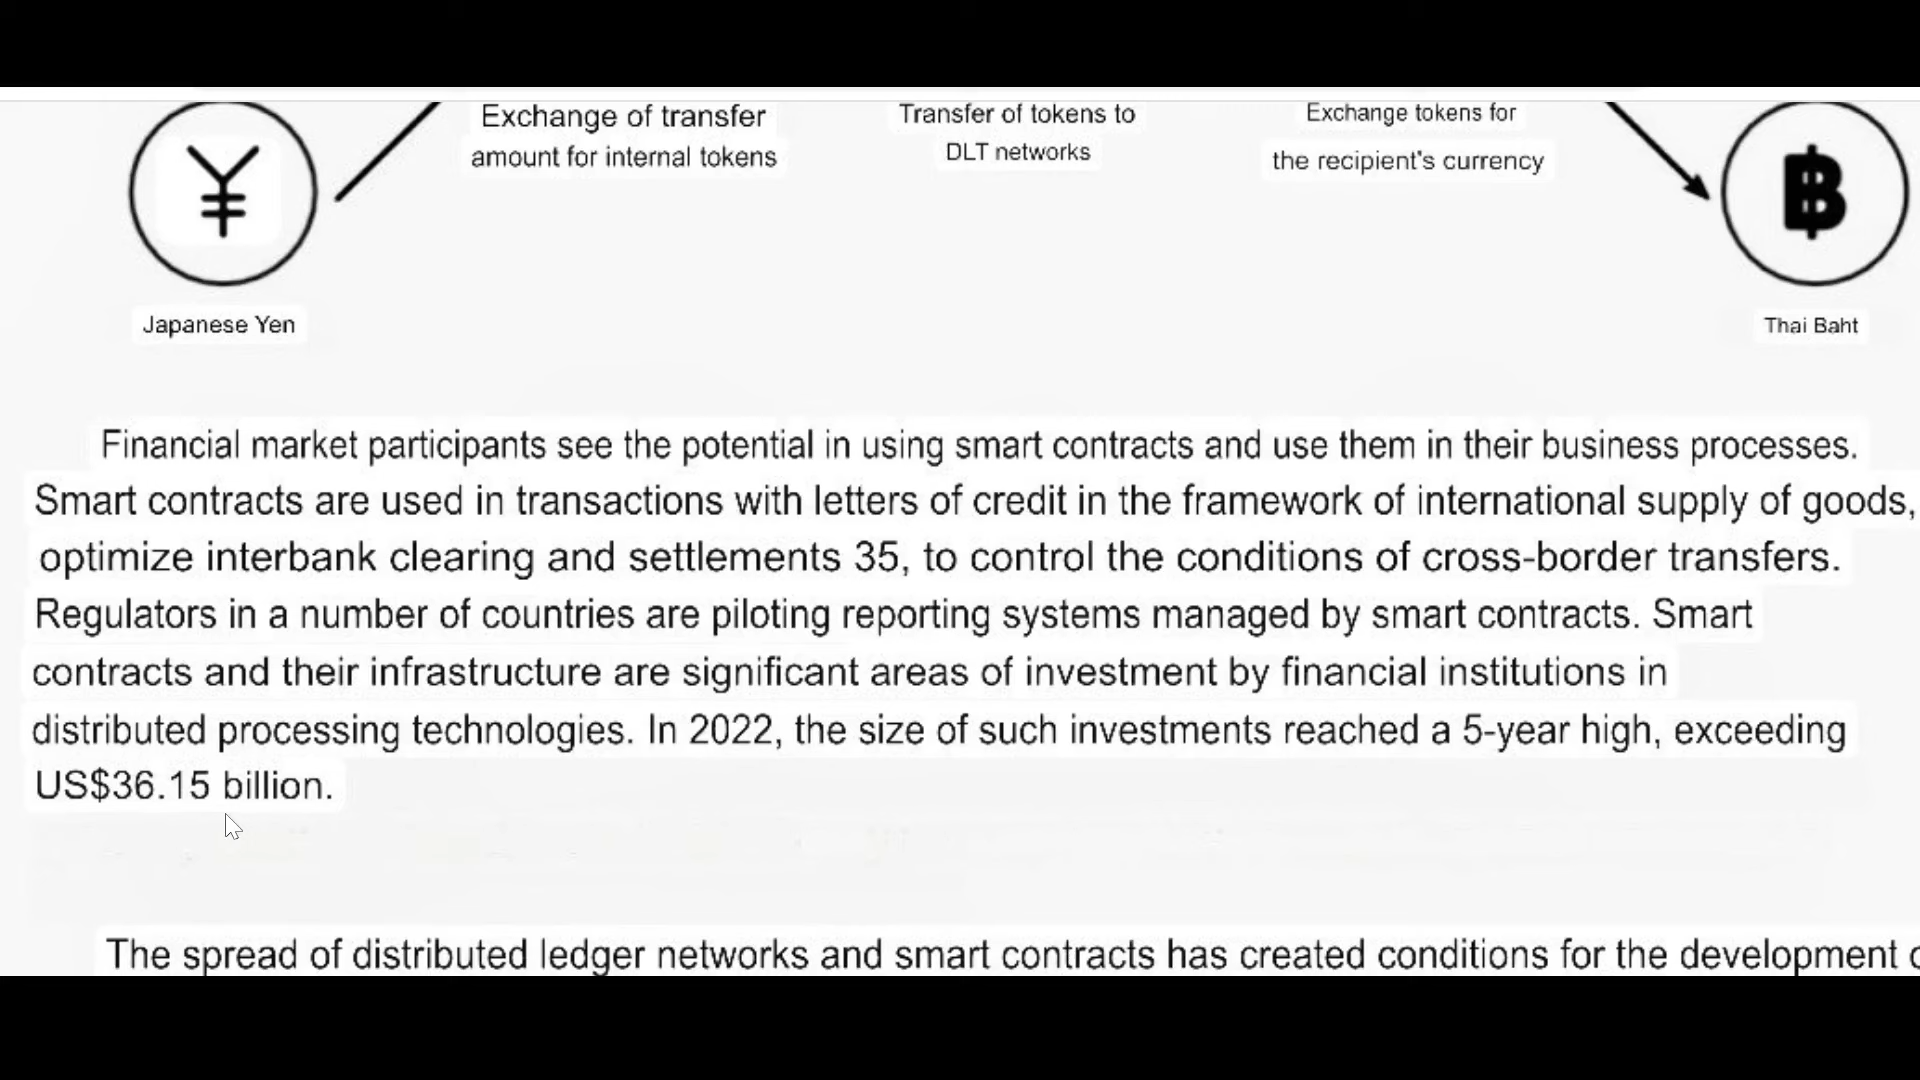 Exchange of transfer
amount for internal tokens
Transfer of tokens to
DLT networks
Exchange tokens for
the recipient's currency
Japanese Yen
Thai Baht
Financial market participants see the potential in using smart contracts and use them in their business processes.
Smart contracts are used in transactions with letters of credit in the framework of international supply of goods,
optimize interbank clearing and settlements 35, to control the conditions of cross-border transfers.
Regulators in a number of countries are piloting reporting systems managed by smart contracts. Smart
contracts and their infrastructure are significant areas of investment by financial institutions in
distributed processing technologies. In 2022, the size of such investments reached a 5-year high, exceeding
US$36.15 billion.
The spread of distributed ledger networks and smart contracts has created conditions for the development